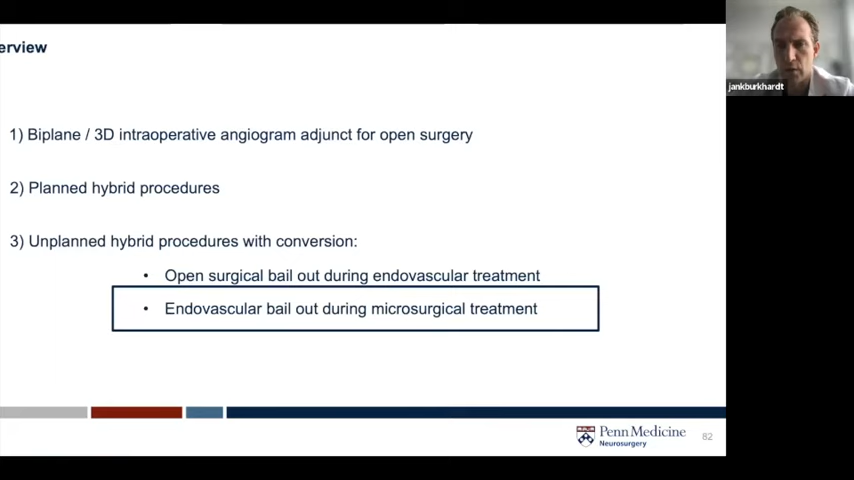 erview
jankburkhardt
1) Biplane / 3D intraoperative angiogram adjunct for open surgery
2) Planned hybrid procedures
3) Unplanned hybrid procedures with conversion:
• Open surgical bail out during endovascular treatment
• Endovascular bail out during microsurgical treatment
Penn Medicine
Neurosurgery
82